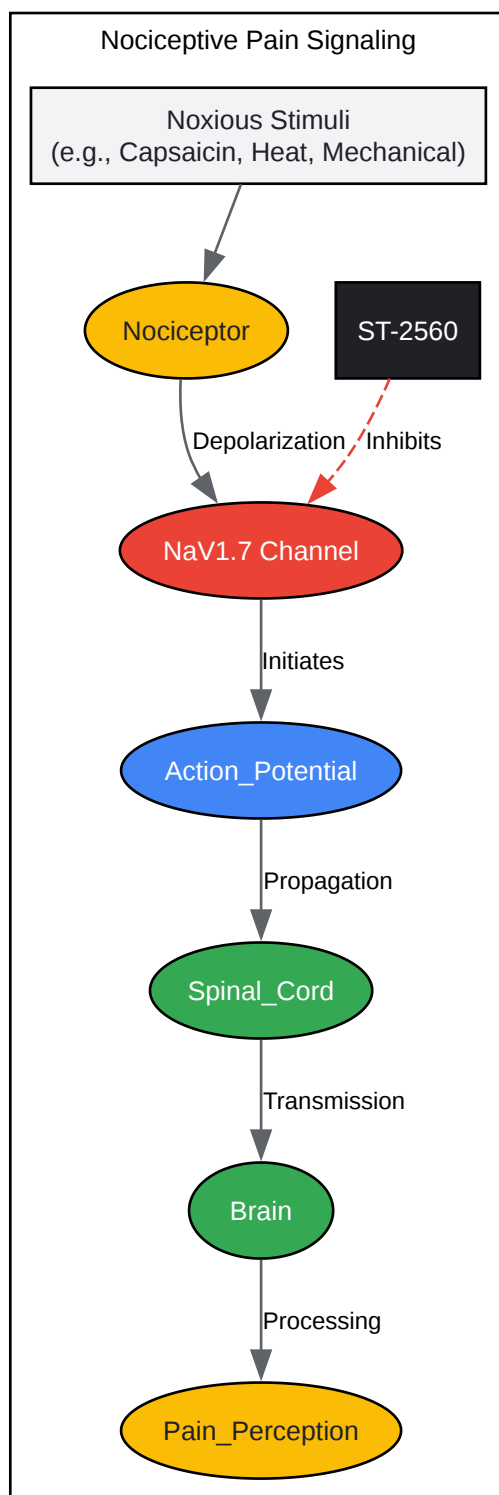 Nociceptive Pain Signaling
Noxious Stimuli
(e.g., Capsaicin, Heat, Mechanical)
Nociceptor
ST-2560
Depolarization
Inhibits
NaV1.7 Channel
Initiates
Action_Potential
Propagation
Spinal_Cord
Transmission
Brain
Processing
Pain_Perception